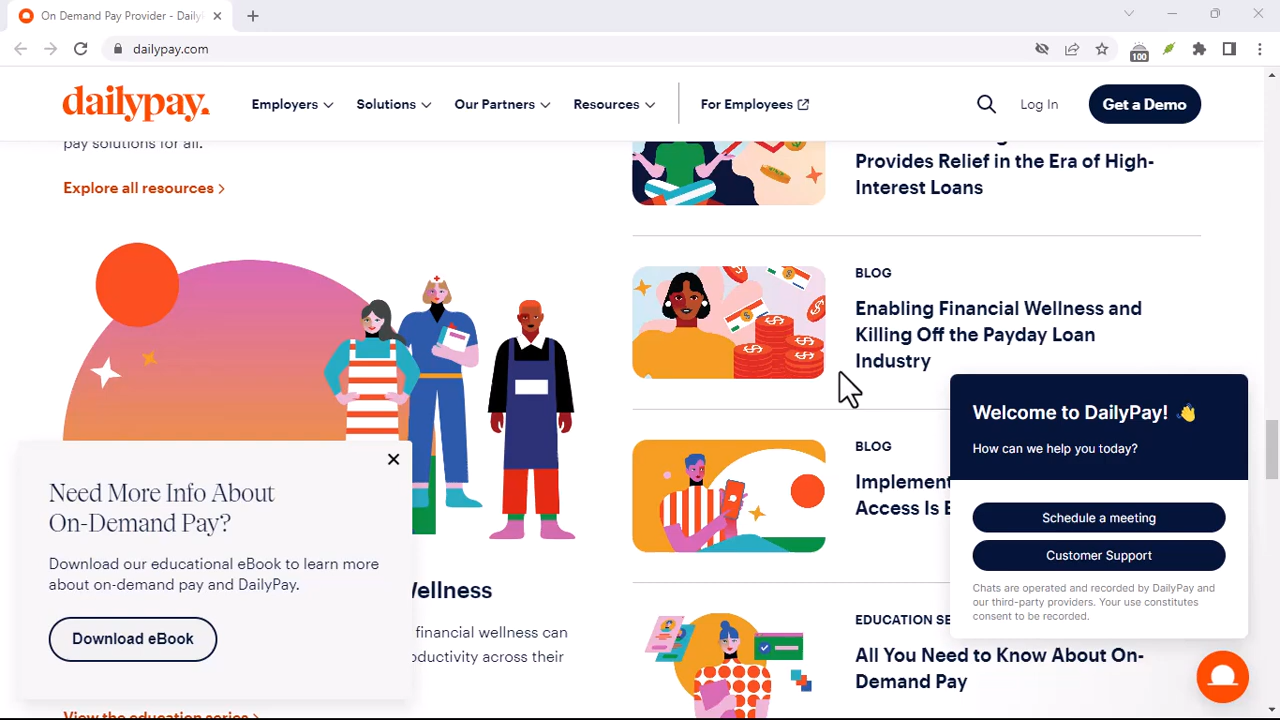 On Demand Pay Provider - Daily
dailypay.com
100
dailypay.
Employers
Solutions
Our Partners
Resources
For Employees
Log In
Get a Demo
pay solutions for all.
Explore all resources
Provides Relief in the Era of High-
Interest Loans
BLOG
Enabling Financial Wellness and
Killing Off the Payday Loan
Industry
BLOG
Implement
Access Is
EDUCATION SE
All You Need to Know About On-
Demand Pay
Wellness
financial wellness can
oductivity across their
View the education series
Need More Info About
On-Demand Pay?
Download our educational eBook to learn more
about on-demand pay and DailyPay.
Download eBook
Welcome to DailyPay! 👋
How can we help you today?
Schedule a meeting
Customer Support
Chats are operated and recorded by DailyPay and
our third-party providers. Your use constitutes
consent to be recorded.